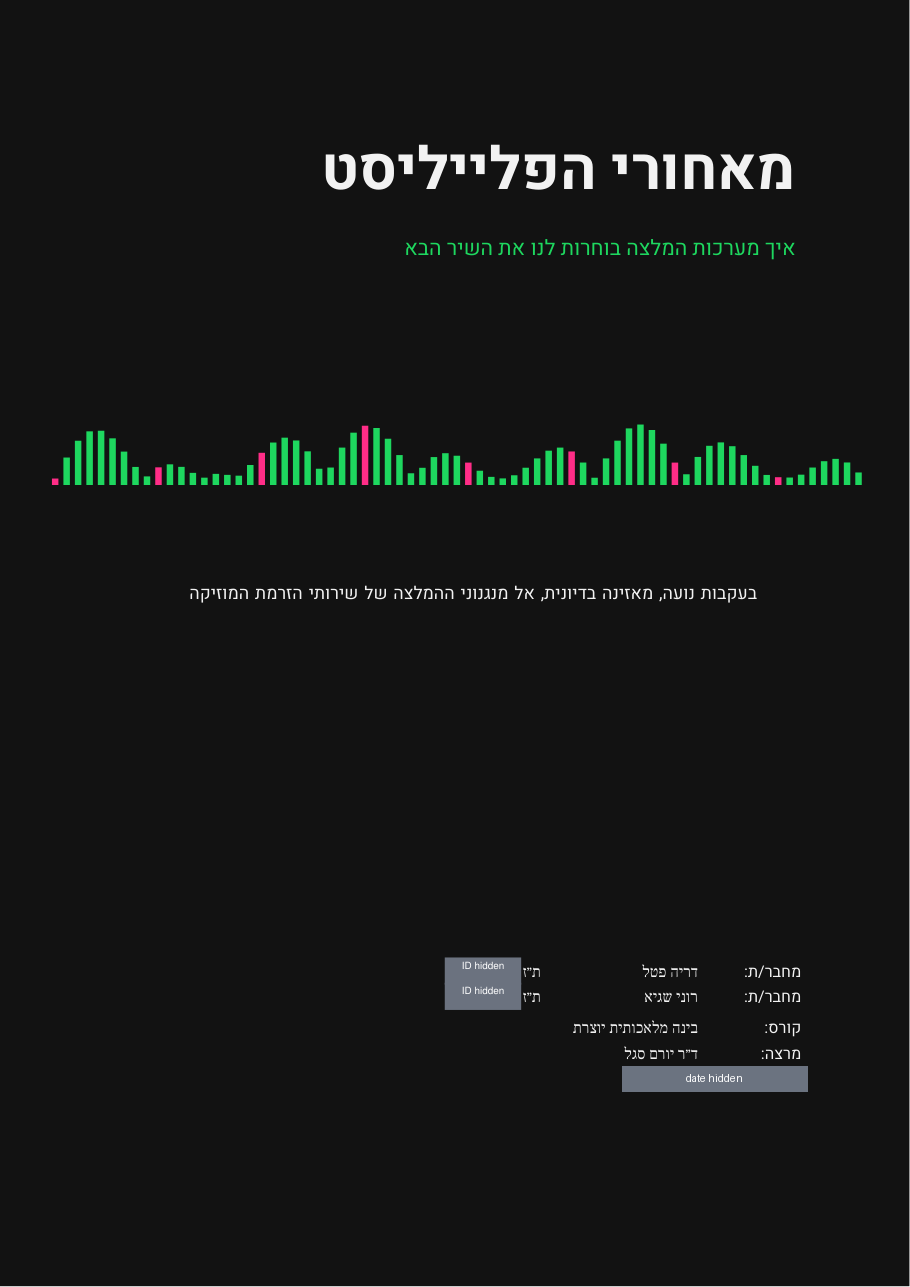 מאחורי הפלייליסט
איך מערכות המלצה בוחרות לנו את השיר הבא
בעקבות נועה, מאזינה בדיונית, אל מנגנוני ההמלצה של שירותי הזרמת המוזיקה
מחבר/ת: דריה פטל ת״ז ID hidden
מחבר/ת: רוני שגיא ת״ז ID hidden
קורס: בינה מלאכותית יוצרת
מרצה: ד״ר יורם סגל
date hidden